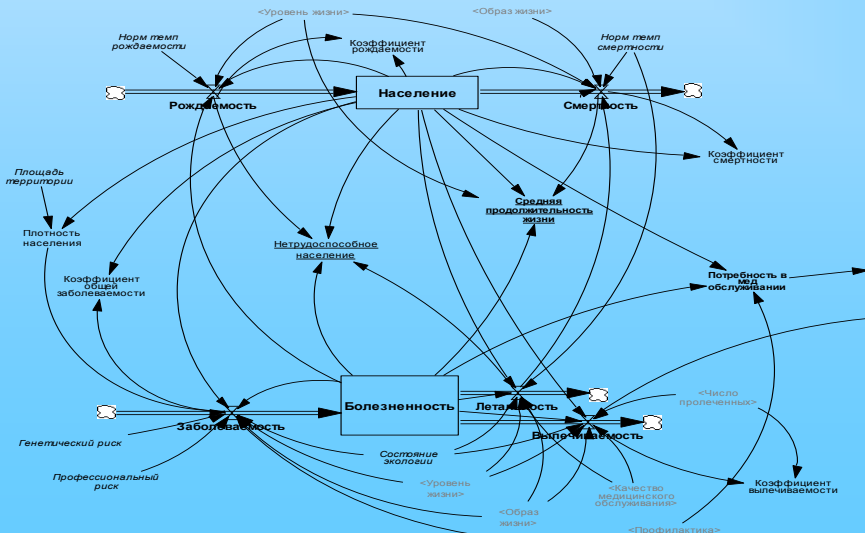 <Уровень жизни>
<Образ жизни>
Норм темп
рождаемости
Коэффициент
рождаемости
Норм темп
смертности
Население
Рождаемость
Смертность
Коэффициент
смертности
Площадь
территории
Средняя
продолжительность
жизни
Плотность
населения
Нетрудоспособное
население
Коэффициент
общей
заболеваемости
Потребность в
мед
обслуживании
Болезненность
Летальность
<Число
пролеченных>
Заболеваемость
Вылечиваемость
Генетический риск
Состояние
экологии
Профессиональный
риск
<Уровень
жизни>
<Качество
медицинского
обслуживания>
Коэффициент
вылечиваемости
<Образ
жизни>
<Профилактика>